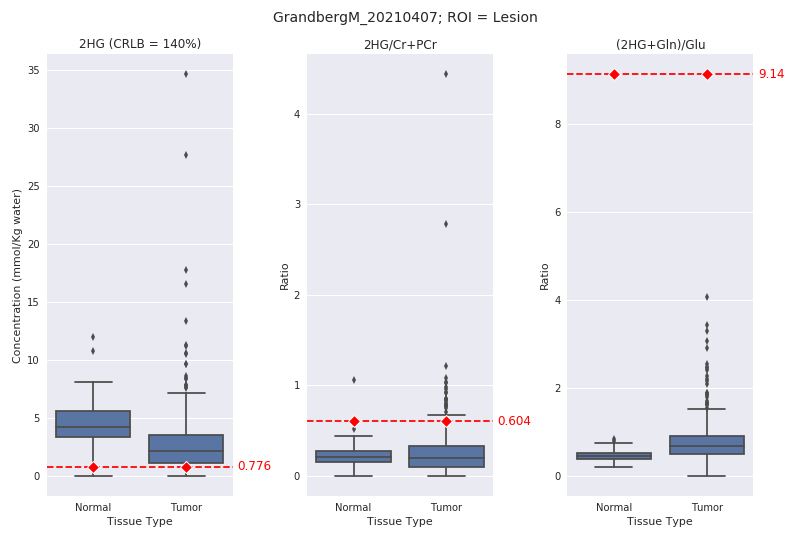 GrandbergM_20210407; ROI = Lesion
2HG (CRLB = 140%)
Concentration (mmol/Kg water)
35
30
25
20
15
10
5
0
0.776
Normal Tumor
Tissue Type
2HG/Cr+PCr
Ratio
4
3
2
1
0
0.604
Normal Tumor
Tissue Type
(2HG+Gln)/Glu
Ratio
9.14
8
6
4
2
0
Normal Tumor
Tissue Type